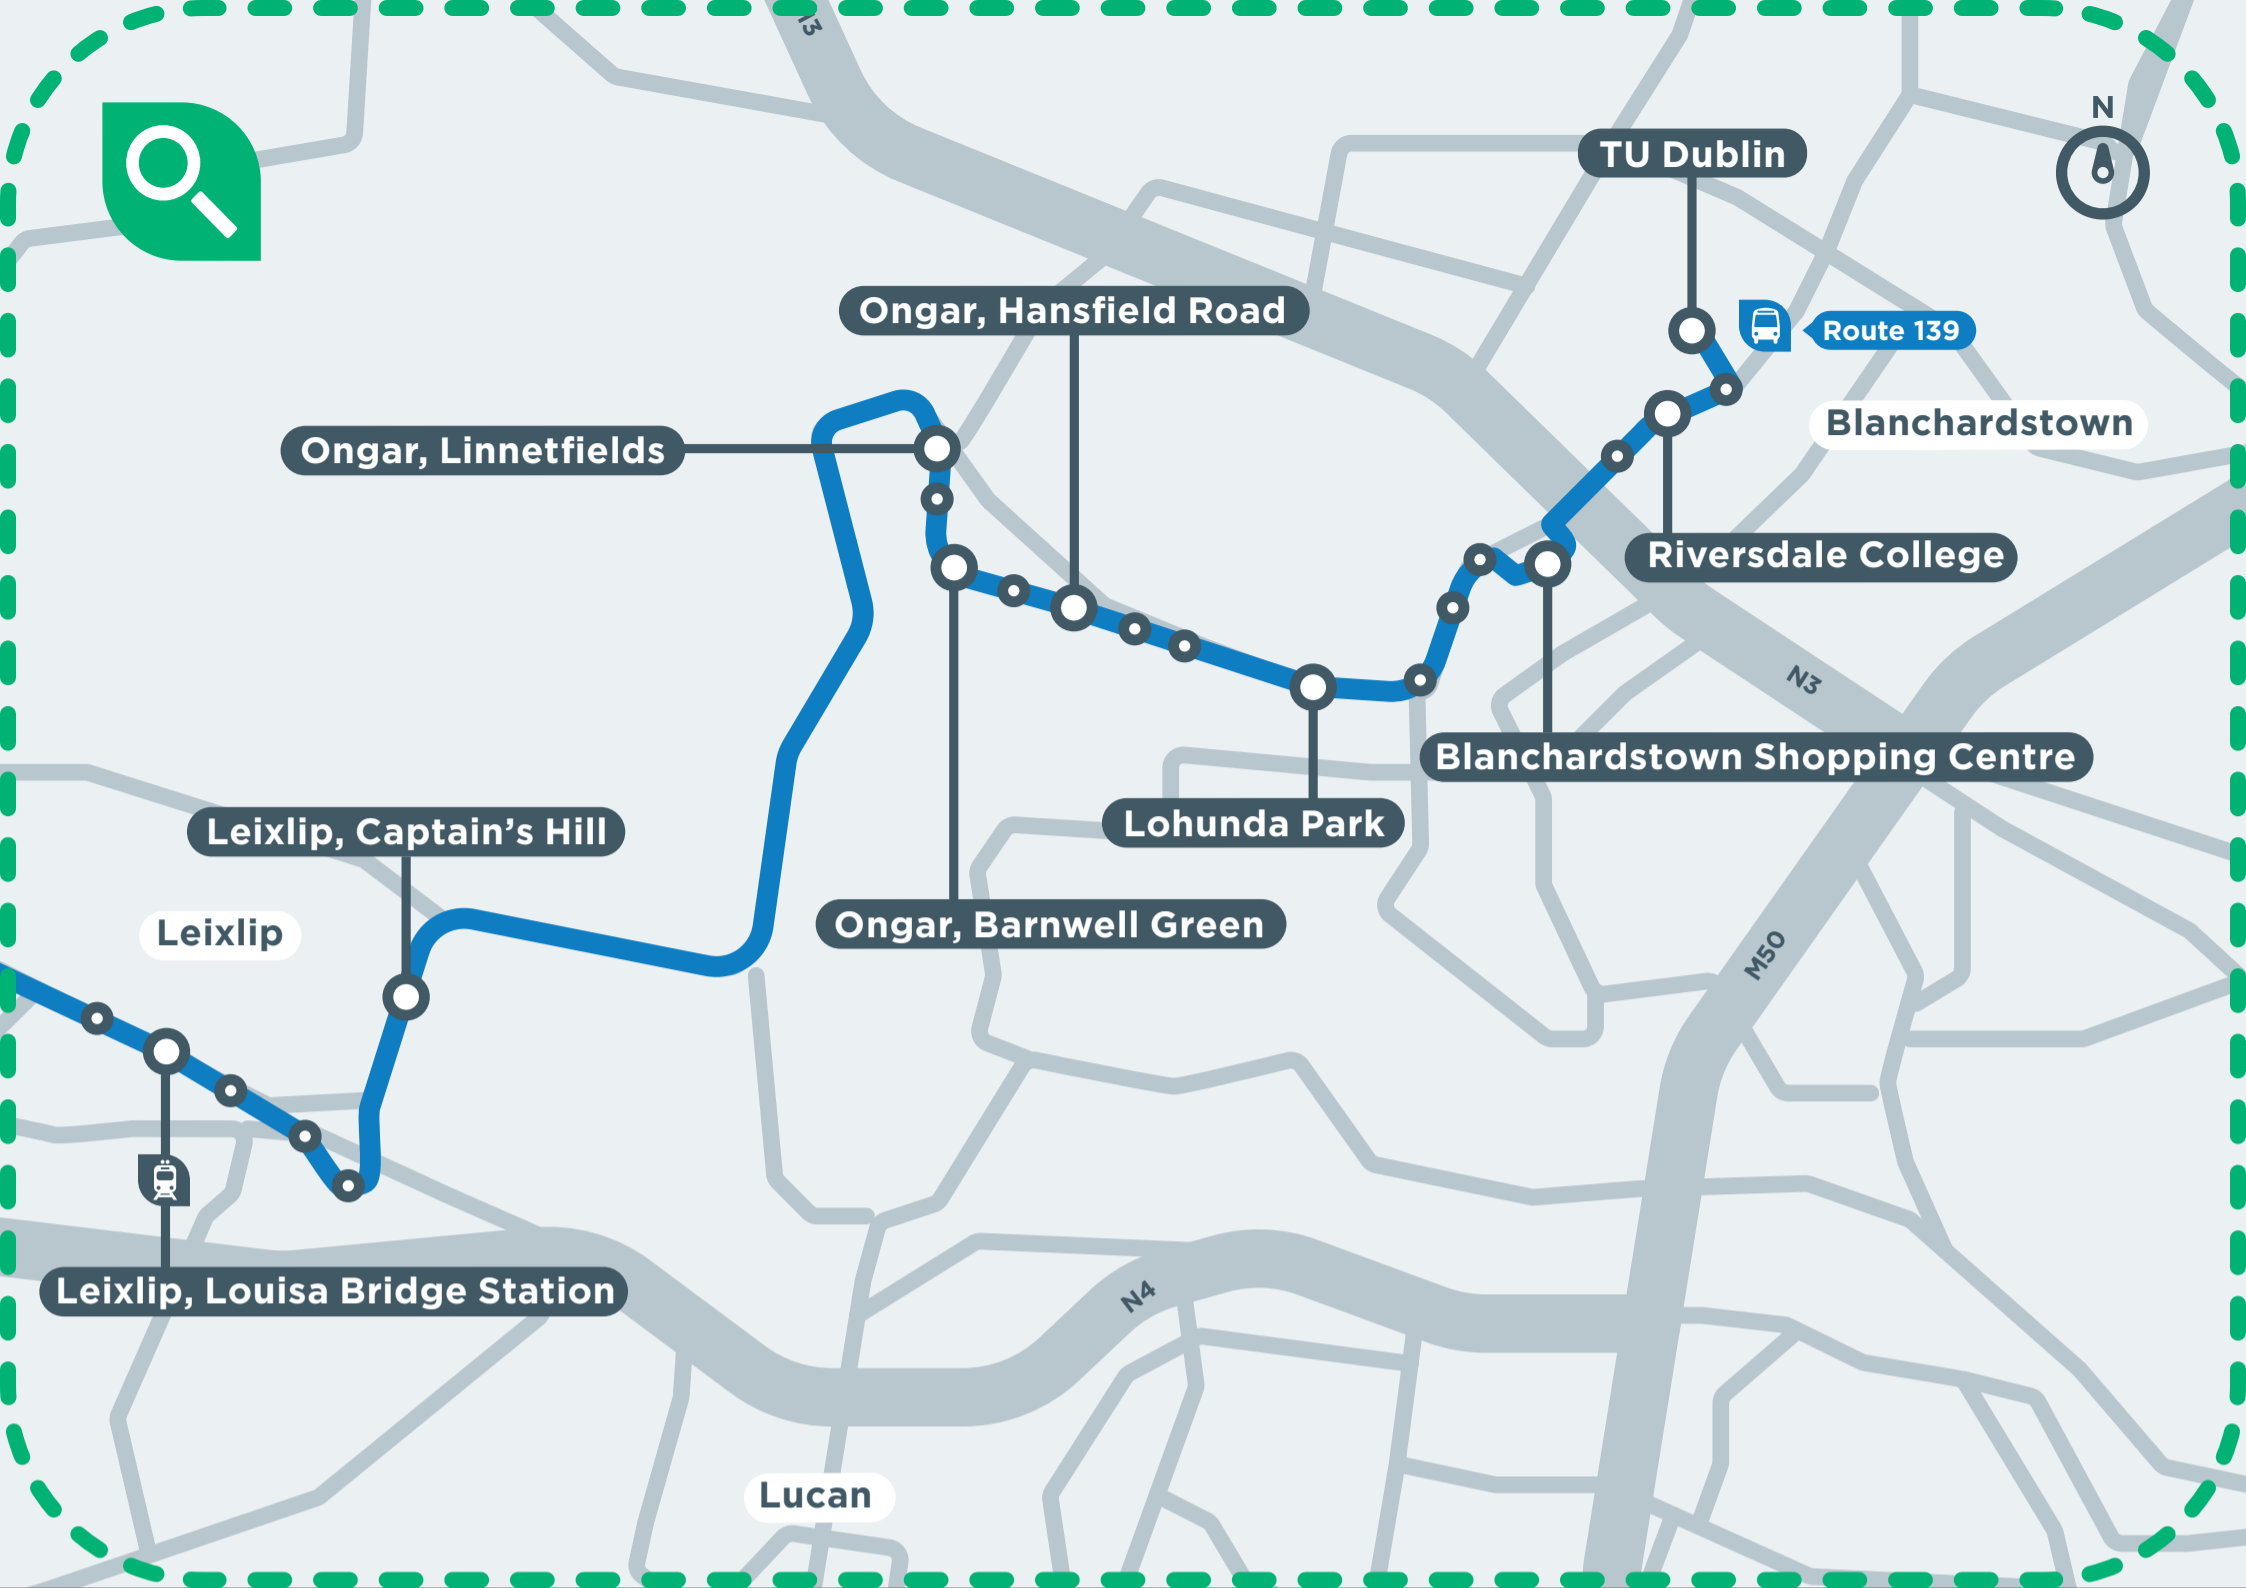 N
TU Dublin
Ongar, Hansfield Road
Route 139
Blanchardstown
Ongar, Linnetfields
Riversdale College
N3
Blanchardstown Shopping Centre
Leixlip, Captain's Hill
Lohunda Park
Ongar, Barnwell Green
Leixlip
M50
Leixlip, Louisa Bridge Station
N4
Lucan